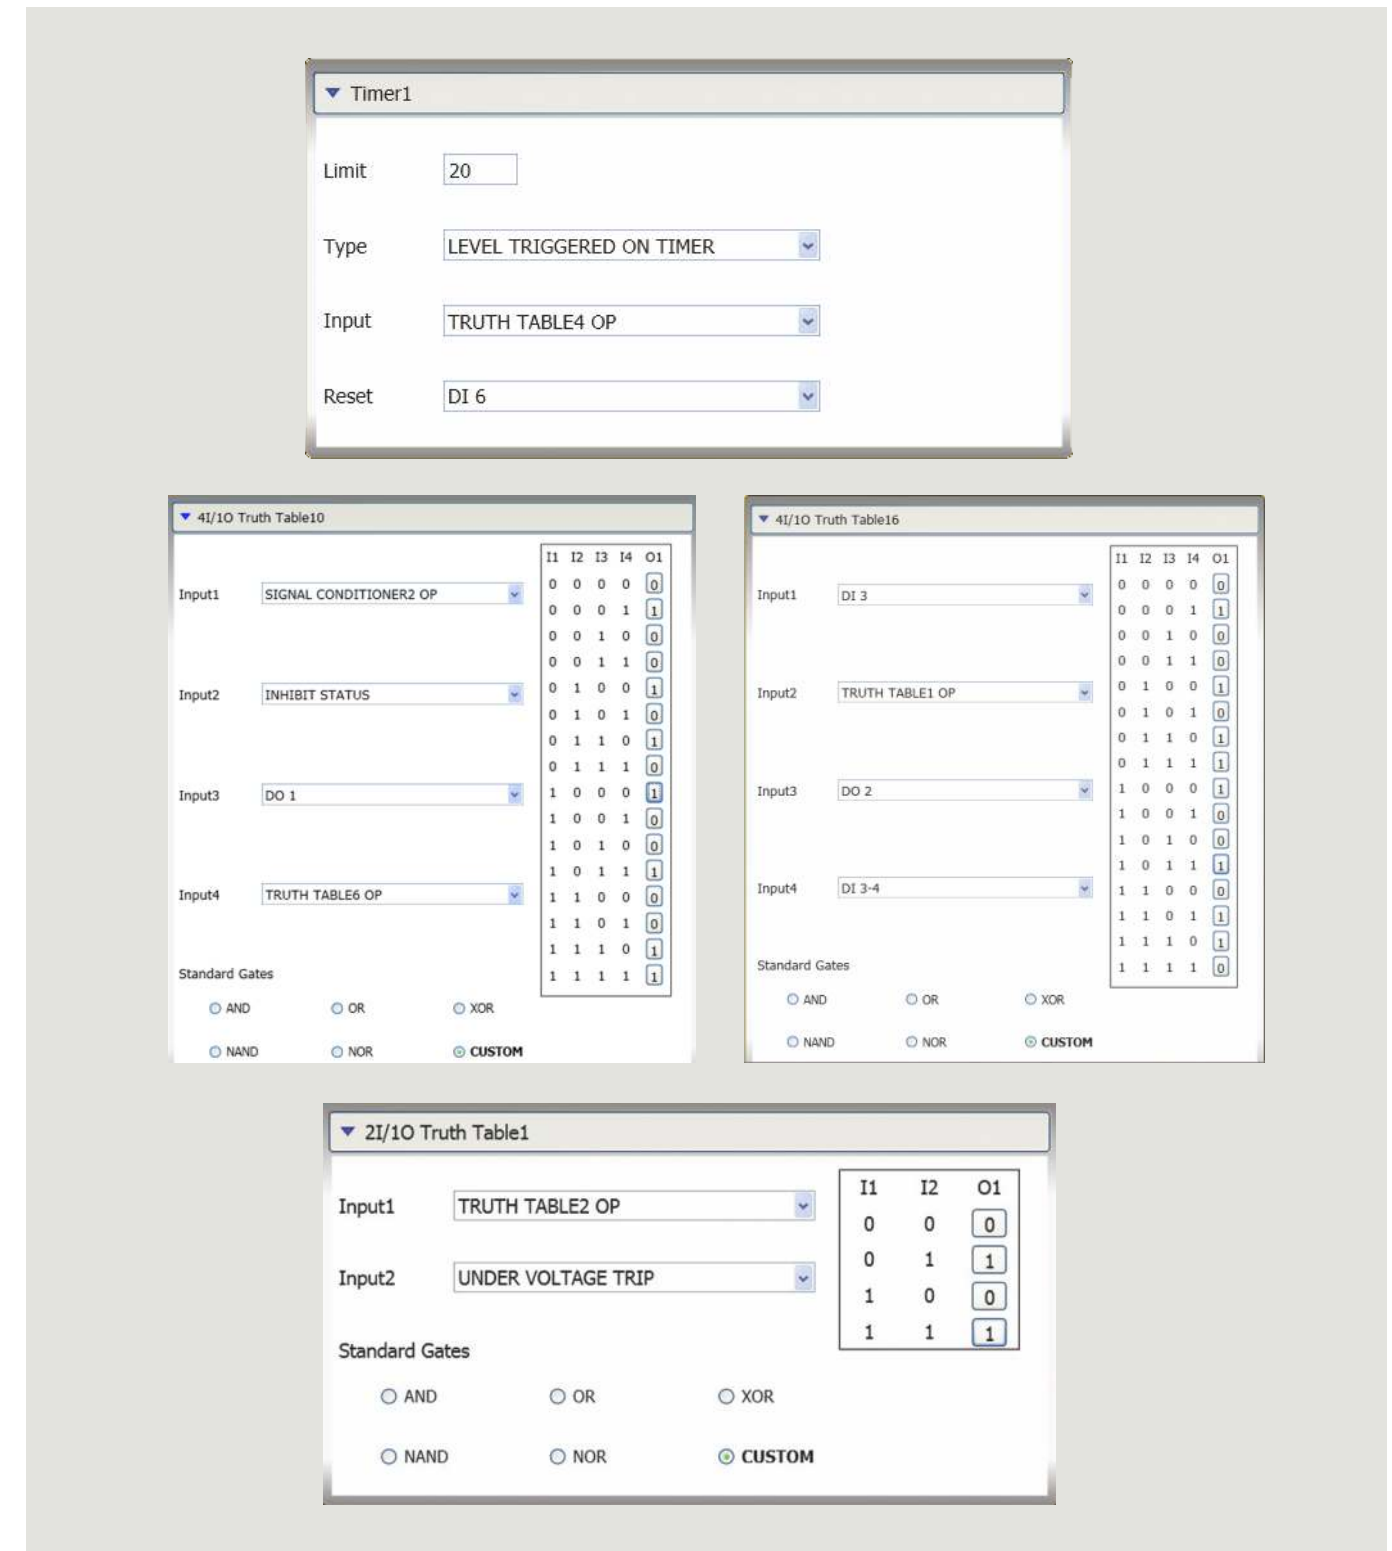 Timer1
Limit 20
Type LEVEL TRIGGERED ON TIMER
Input TRUTH TABLE4 OP
Reset DI 6
4I/1O Truth Table10
Input1 SIGNAL CONDITIONER2 OP
Input2 INHIBIT STATUS
Input3 DO 1
Input4 TRUTH TABLE6 OP
Standard Gates
AND OR XOR
NAND NOR CUSTOM
I1 I2 I3 I4 O1
0 0 0 0 0
0 0 0 1 1
0 0 1 0 0
0 0 1 1 0
0 1 0 0 1
0 1 0 1 0
0 1 1 0 1
0 1 1 1 0
1 0 0 0 1
1 0 0 1 0
1 0 1 0 0
1 0 1 1 1
1 1 0 0 0
1 1 0 1 0
1 1 1 0 1
1 1 1 1 1
4I/1O Truth Table16
Input1 DI 3
Input2 TRUTH TABLE1 OP
Input3 DO 2
Input4 DI 3-4
Standard Gates
AND OR XOR
NAND NOR CUSTOM
I1 I2 I3 I4 O1
0 0 0 0 0
0 0 0 1 1
0 0 1 0 0
0 0 1 1 0
0 1 0 0 1
0 1 0 1 0
0 1 1 0 1
0 1 1 1 1
1 0 0 0 1
1 0 0 1 0
1 0 1 0 0
1 0 1 1 1
1 1 0 0 0
1 1 0 1 1
1 1 1 0 1
1 1 1 1 0
2I/1O Truth Table1
Input1 TRUTH TABLE2 OP
Input2 UNDER VOLTAGE TRIP
Standard Gates
AND OR XOR
NAND NOR CUSTOM
I1 I2 O1
0 0 0
0 1 1
1 0 0
1 1 1